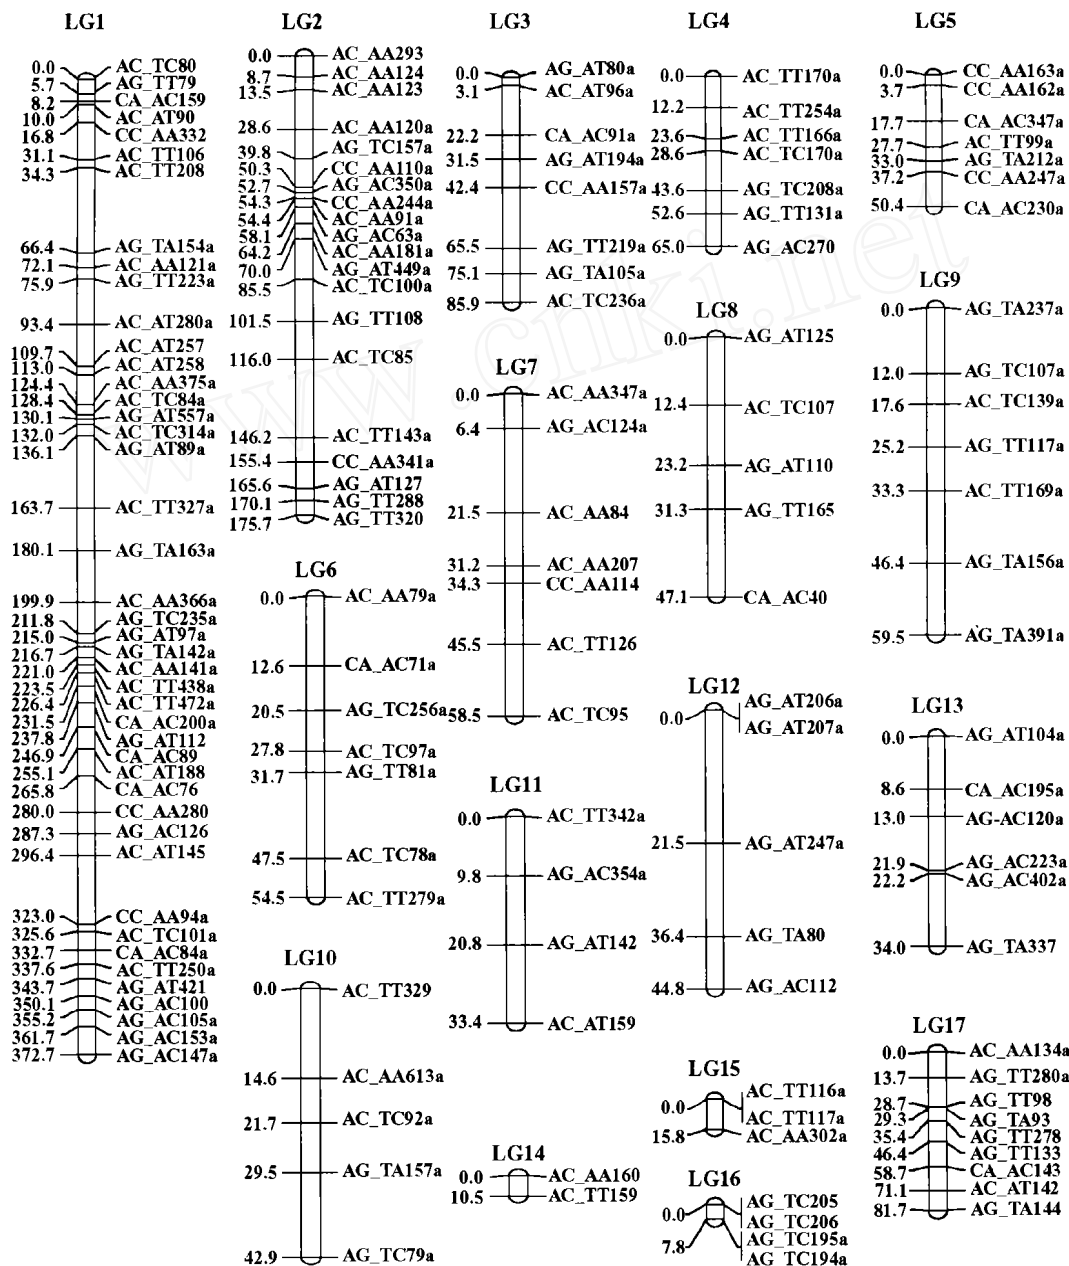 LG1
0.0 AC_TC80
5.7 AG_TT79
8.2 CA_AC159
10.0 AC_AT90
16.8 CC_AA332
31.1 AC_TT106
34.3 AC_TT208
66.4 AG_TA154a
72.1 AC_AA121a
75.9 AG_TT223a
93.4 AC_AT280a
109.7 AC_AT257
113.0 AC_AT258
124.4 AC_AA375a
128.4 AC_TC84a
130.1 AG_AT557a
132.0 AC_TC314a
136.1 AG_AT89a
163.7 AC_TT327a
180.1 AG_TA163a
199.9 AC_AA366a
211.8 AG_TC235a
215.0 AG_AT97a
216.7 AG_TA142a
221.0 AC_AA141a
223.5 AC_TT438a
226.4 AC_TT472a
231.5 CA_AC200a
237.8 AG_AT112
246.9 CA_AC89
255.1 AC_AT188
265.8 CA_AC76
280.0 CC_AA280
287.3 AG_AC126
296.4 AC_AT145
323.0 CC_AA94a
325.6 AC_TC101a
332.7 CA_AC84a
337.6 AC_TT250a
343.7 AG_AT421
350.1 AG_AC100
355.2 AG_AC105a
361.7 AG_AC153a
372.7 AG_AC147a
LG2
0.0 AC_AA293
8.7 AC_AA124
13.5 AC_AA123
28.6 AC_AA120a
39.8 AG_TC157a
50.3 CC_AA110a
52.7 AG_AC350a
54.3 CC_AA244a
54.4 AC_AA91a
58.1 AG_AC63a
64.2 AC_AA181a
70.0 AG_AT449a
85.5 AC_TC100a
101.5 AG_TT108
116.0 AC_TC85
146.2 AC_TT143a
155.4 CC_AA341a
165.6 AG_AT127
170.1 AG_TT288
175.7 AG_TT320
LG3
0.0 AG_AT80a
3.1 AC_AT96a
22.2 CA_AC91a
31.5 AG_AT194a
42.4 CC_AA157a
65.5 AG_TT219a
75.1 AG_TA105a
85.9 AC_TC236a
LG4
0.0 AC_TT170a
12.2 AC_TT254a
23.6 AC_TT166a
28.6 AC_TC170a
43.6 AG_TC208a
52.6 AG_TT131a
65.0 AG_AC270
LG5
0.0 CC_AA163a
3.7 CC_AA162a
17.7 CA_AC347a
27.7 AC_TT99a
33.0 AG_TA212a
37.2 CC_AA247a
50.4 CA_AC230a
LG6
0.0 AC_AA79a
12.6 CA_AC71a
20.5 AG_TC256a
27.8 AC_TC97a
31.7 AG_TT81a
47.5 AC_TC78a
54.5 AC_TT279a
LG7
0.0 AC_AA347a
6.4 AG_AC124a
21.5 AC_AA84
31.2 AC_AA207
34.3 CC_AA114
45.5 AC_TT126
58.5 AC_TC95
LG8
0.0 AG_AT125
12.4 AC_TC107
23.2 AG_AT110
31.3 AG_TT165
47.1 CA_AC40
LG9
0.0 AG_TA237a
12.0 AG_TC107a
17.6 AC_TC139a
25.2 AG_TT117a
33.3 AC_TT169a
46.4 AG_TA156a
59.5 AG_TA391a
LG10
0.0 AC_TT329
14.6 AC_AA613a
21.7 AC_TC92a
29.5 AG_TA157a
42.9 AG_TC79a
LG11
0.0 AC_TT342a
9.8 AG_AC354a
20.8 AG_AT142
33.4 AC_AT159
LG12
0.0 AG_AT206a
AG_AT207a
21.5 AG_AT247a
36.4 AG_TA80
44.8 AG_AC112
LG13
0.0 AG_AT104a
8.6 CA_AC195a
13.0 AG-AC120a
21.9 AG_AC223a
22.2 AG_AC402a
34.0 AG_TA337
LG14
0.0 AC_AA160
10.5 AC_TT159
LG15
0.0 AC_TT116a
AC_TT117a
15.8 AC_AA302a
LG16
0.0 AG_TC205
AG_TC206
7.8 AG_TC195a
AG_TC194a
LG17
0.0 AC_AA134a
13.7 AG_TT280a
28.7 AG_TT98
29.3 AG_TA93
35.4 AG_TT278
46.4 AG_TT133
58.7 CA_AC143
71.1 AC_AT142
81.7 AG_TA144
www.cnki.net